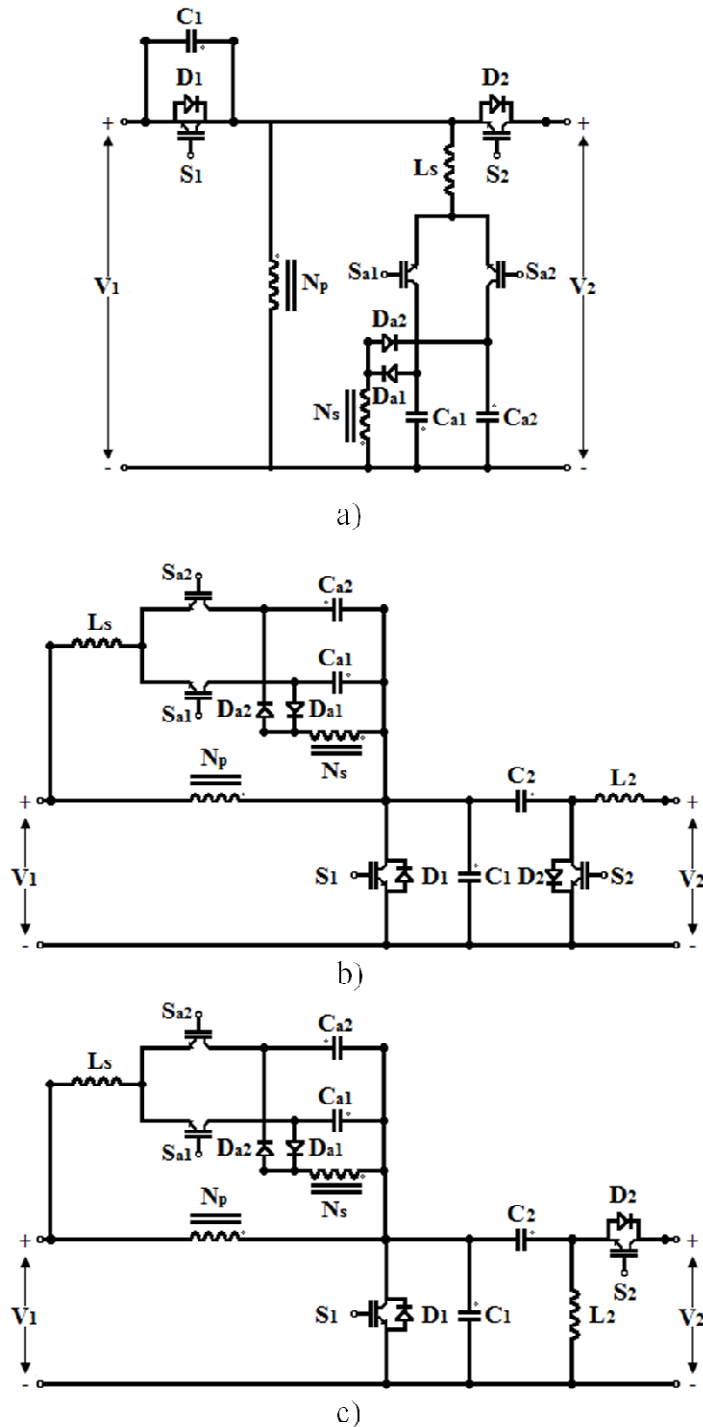 C1
D1
D2
+
+
S1
S2
Ls
Sa1
Sa2
V1
Np
V2
Da2
Da1
Ns
Ca1
Ca2
-
-
a)
Sa2
Ca2
Ls
Ca1
Sa1
Da2
Da1
Np
Ns
C2
L2
+
+
V1
S1
D1
C1
D2
S2
V2
-
-
b)
Sa2
Ca2
Ls
Ca1
Sa1
Da2
Da1
Np
Ns
C2
D2
+
+
S2
V1
S1
D1
C1
L2
V2
-
-
c)